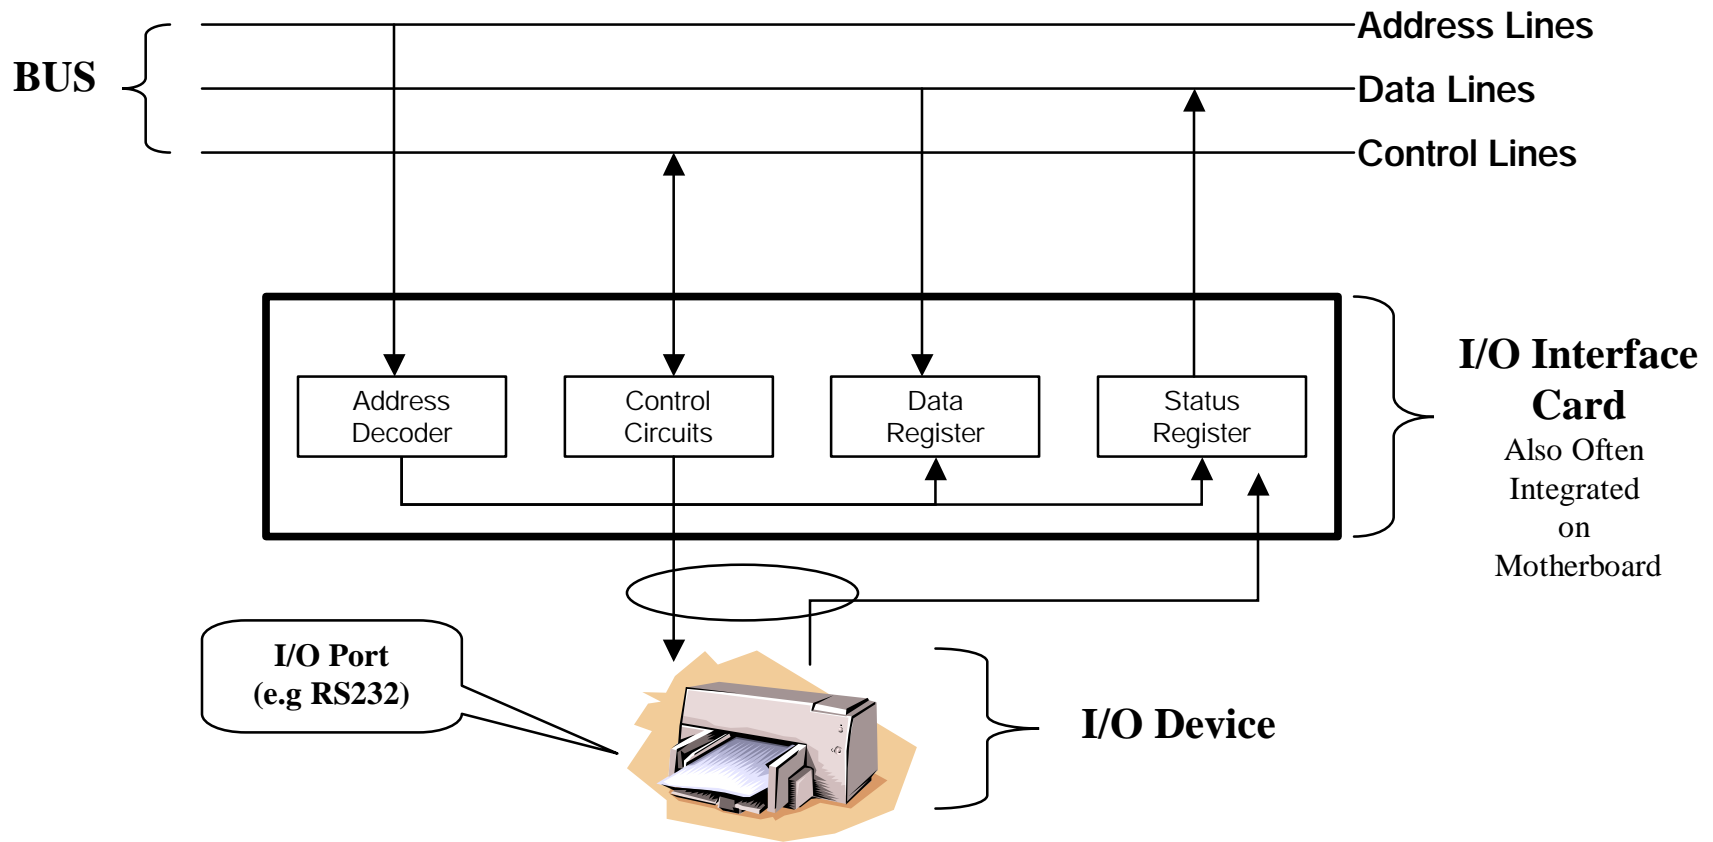 Address Lines
BUS
Data Lines
Control Lines
I/O Interface
Card
Also Often
Integrated
on
Motherboard
Address
Decoder
Control
Circuits
Data
Register
Status
Register
I/O Port
(e.g RS232)
I/O Device